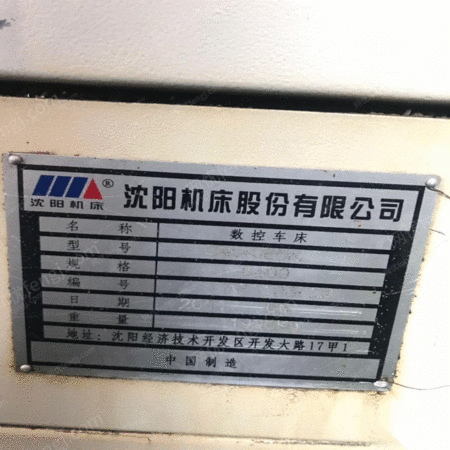 沈阳机床® 沈阳机床股份有限公司
名称 数控车床
型号
规格
编号
日期
重量
地址: 沈阳经济技术开发区开发大路17甲1
中国制造